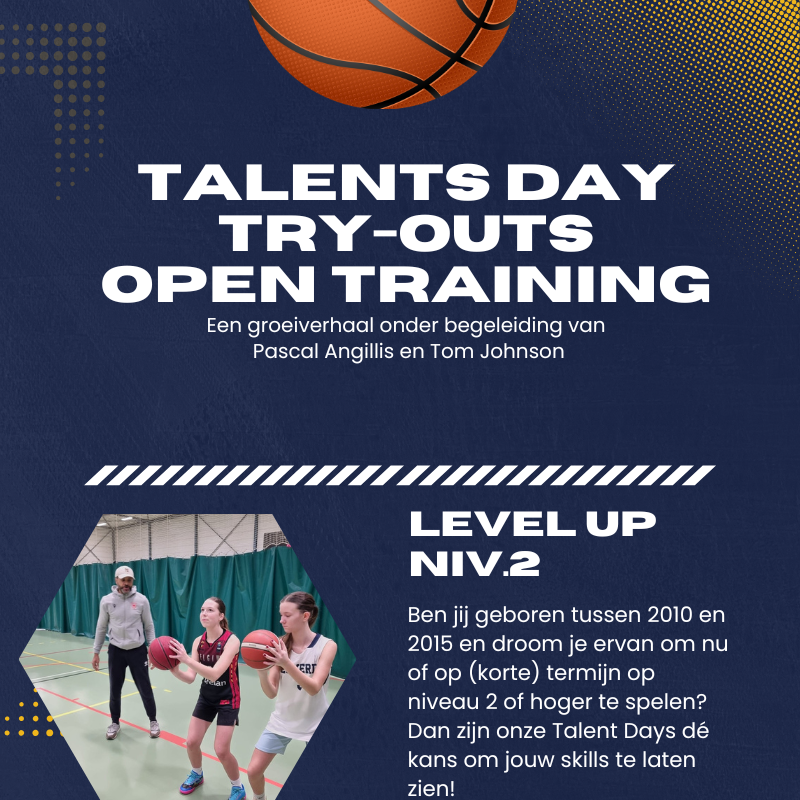 TALENTS DAY
TRY-OUTS
OPEN TRAINING
Een groeiverhaal onder begeleiding van
Pascal Angillis en Tom Johnson
LEVEL UP
NIV.2
Ben jij geboren tussen 2010 en
2015 en droom je ervan om nu
of op (korte) termijn op
niveau 2 of hoger te spelen?
Dan zijn onze Talent Days dé
kans om jouw skills te laten
zien!